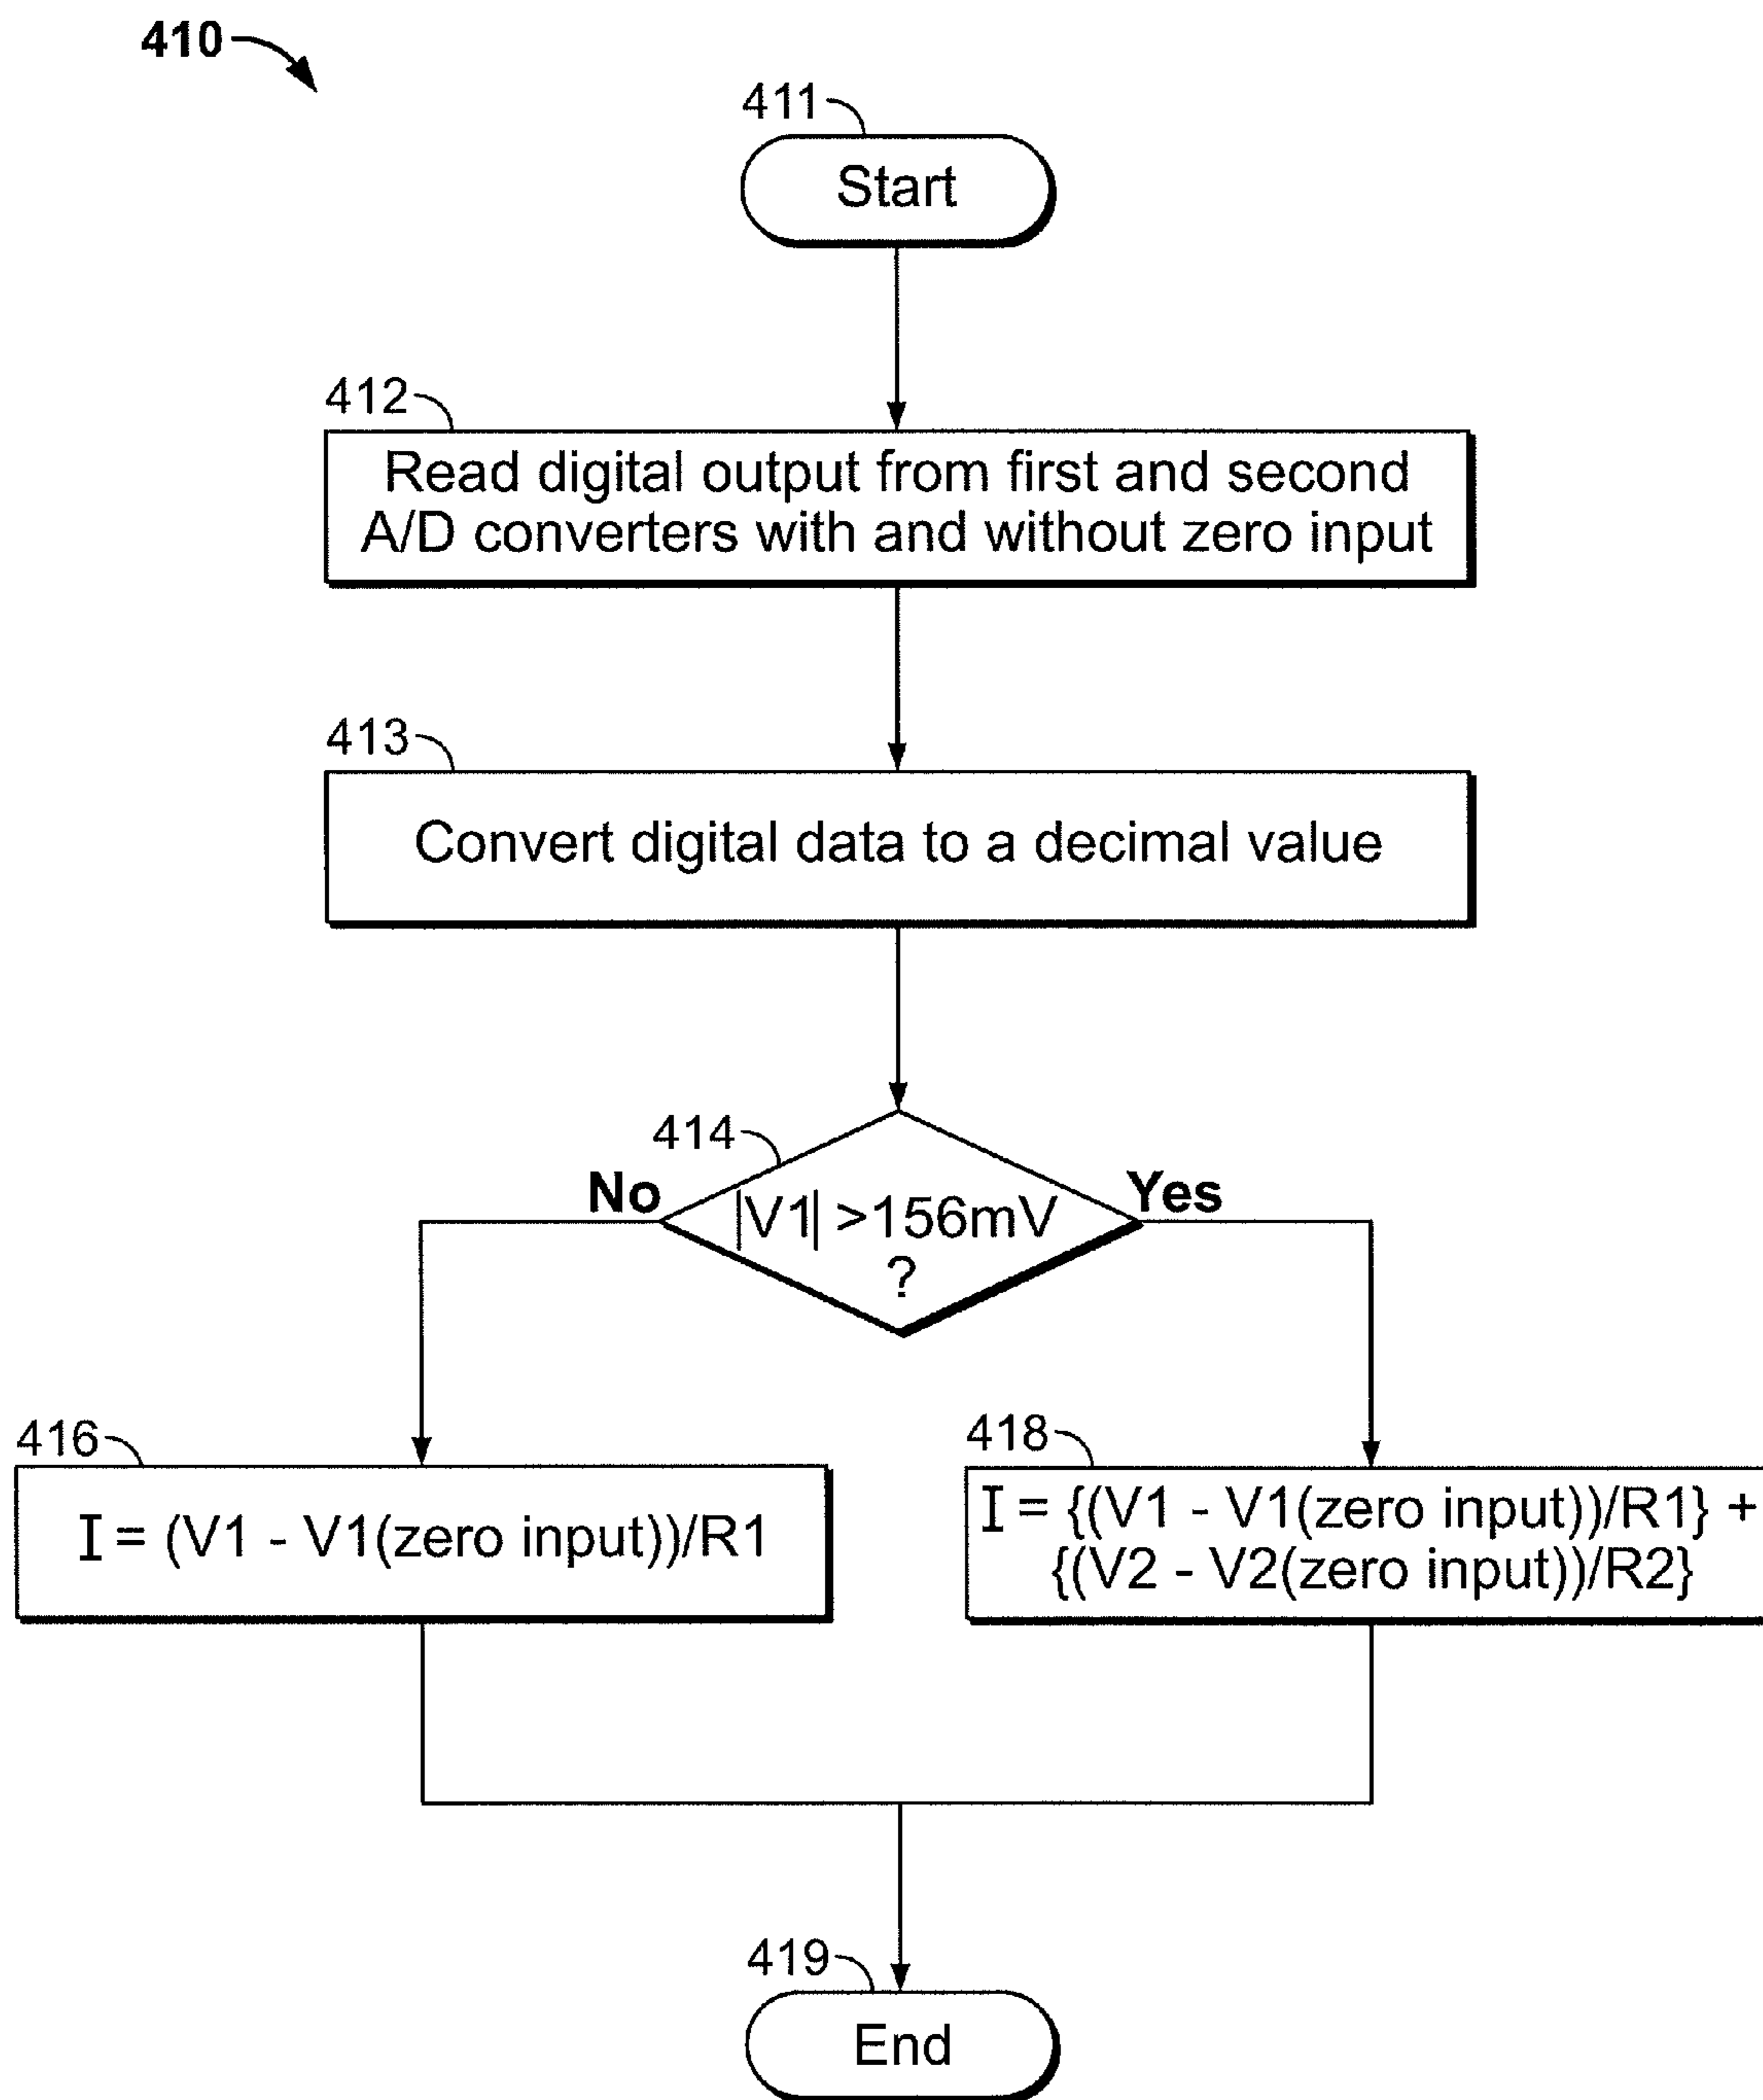 410
411
Start
412
Read digital output from first and second
A/D converters with and without zero input
413
Convert digital data to a decimal value
414
No
|V1| >156mV
?
Yes
416
I = (V1 - V1(zero input))/R1
418
I = {(V1 - V1(zero input))/R1} +
{(V2 - V2(zero input))/R2}
419
End